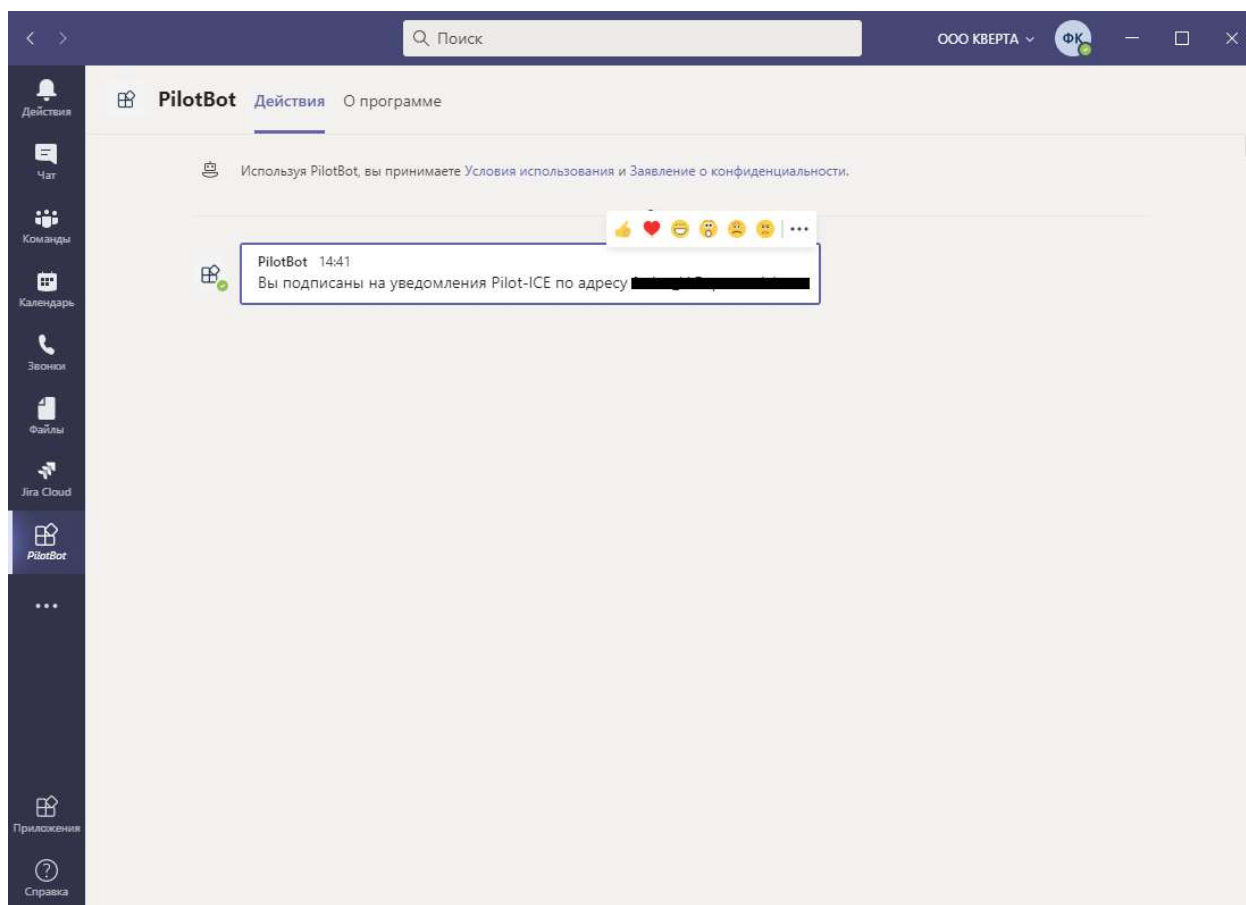 Поиск
ООО КВЕРТА
ФК
Действия
Чат
Команды
Календарь
Звонки
Файлы
Jira Cloud
PilotBot
Приложения
Справка
PilotBot Действия О программе
Используя PilotBot, вы принимаете Условия использования и Заявление о конфиденциальности.
PilotBot 14:41
Вы подписаны на уведомления Pilot-ICE по адресу